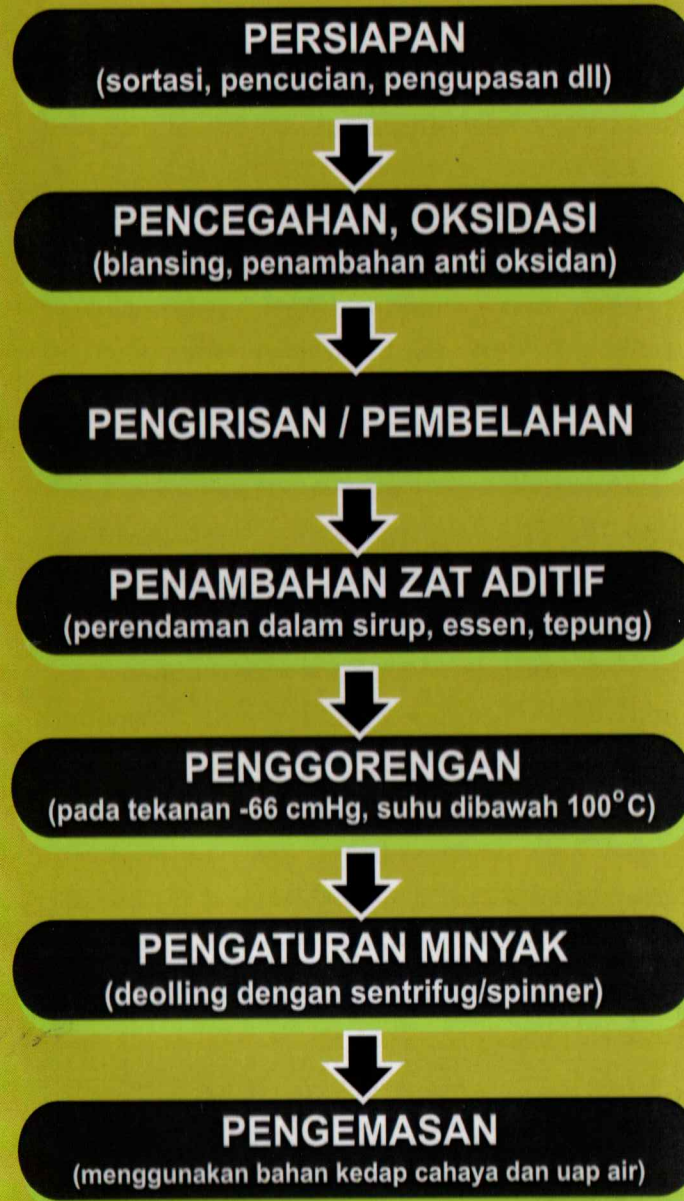 PERSIAPAN
(sortasi, pencucian, pengupasan dll)
PENCEGAHAN, OKSIDASI
(blansing, penambahan anti oksidan)
PENGIRISAN / PEMBELAHAN
PENAMBAHAN ZAT ADITIF
(perendaman dalam sirup, essen, tepung)
PENGGORENGAN
(pada tekanan -66 cmHg, suhu dibawah 100°C)
PENGATURAN MINYAK
(deolling dengan sentrifug/spinner)
PENGEMASAN
(menggunakan bahan kedap cahaya dan uap air)